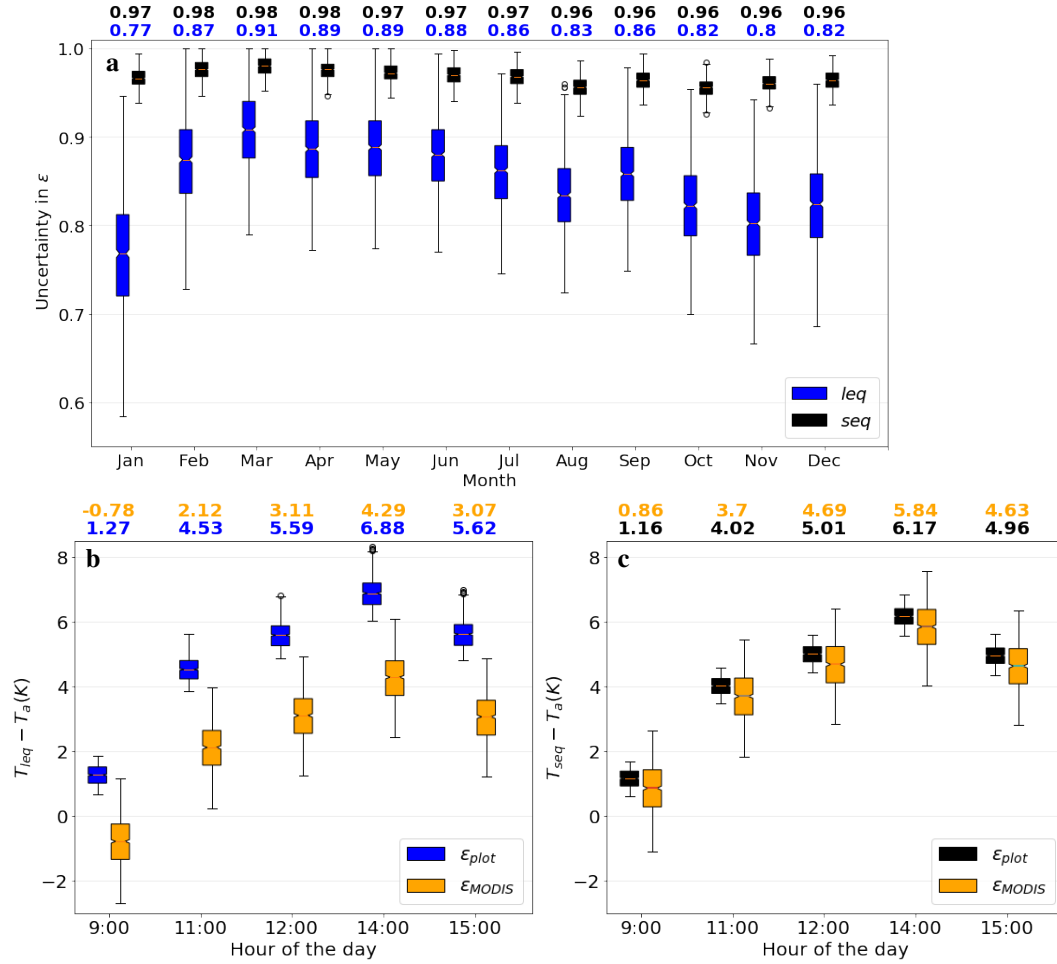 0.97 0.98 0.98 0.98 0.97 0.97 0.97 0.96 0.96 0.96 0.96 0.96
0.77 0.87 0.91 0.89 0.89 0.88 0.86 0.83 0.86 0.82 0.8 0.82
a
Uncertainty in ε
1.0
0.9
0.8
0.7
0.6
leq
seq
Jan Feb Mar Apr May Jun Jul Aug Sep Oct Nov Dec
Month
-0.78 2.12 3.11 4.29 3.07
1.27 4.53 5.59 6.88 5.62
b
T_leq − T_a(K)
8
6
4
2
0
−2
ε_plot
ε_MODIS
9:00 11:00 12:00 14:00 15:00
Hour of the day
0.86 3.7 4.69 5.84 4.63
1.16 4.02 5.01 6.17 4.96
c
T_seq − T_a(K)
8
6
4
2
0
−2
ε_plot
ε_MODIS
9:00 11:00 12:00 14:00 15:00
Hour of the day